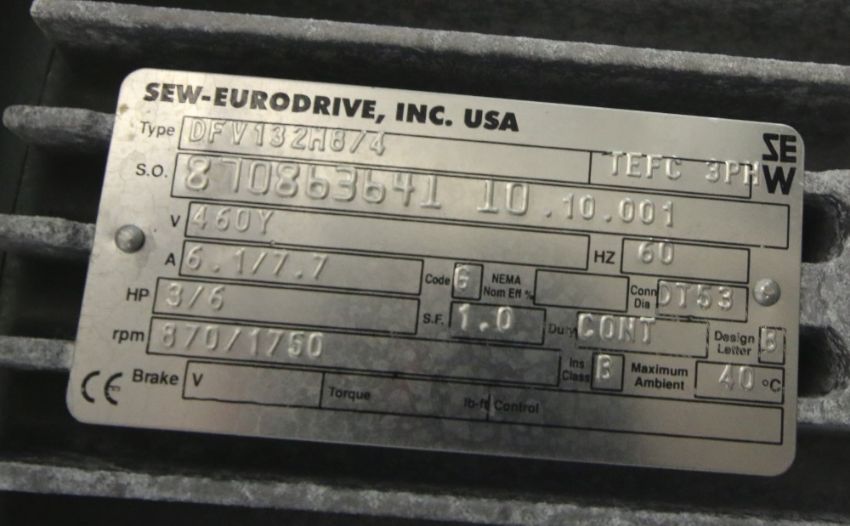 SEW-EURODRIVE, INC. USA
Type DFV132M8/4 TEFC 3PH SEW
S.O. 870863641 10.10.001
V 460Y HZ 60
A 6.1/7.7 Code G NEMA Nom Eff % Conn Dia DT53
HP 3/6 S.F. 1.0 Duty CONT Design Letter B
rpm 870/1750 Ins Class B Maximum Ambient 40 °C
CE Brake V Torque lb-ft Control